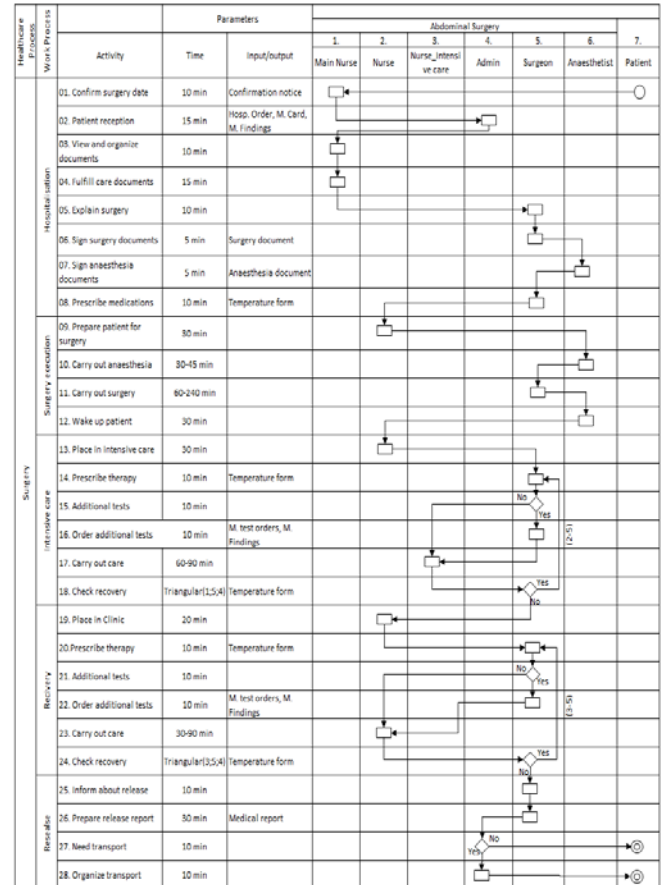 Healthcare Process
Work Process
Parameters
Abdominal Surgery
Activity
Time
Input/output
1.
2.
3.
4.
5.
6.
7.
Main Nurse
Nurse
Nurse_intensi
ve care
Admin
Surgeon
Anaesthetist
Patient
Surgery
Hospitalisation
01. Confirm surgery date 10 min Confirmation notice
02. Patient reception 15 min Hosp. Order, M. Card,
M. Findings
03. View and organize
documents 10 min
04. Fulfill care documents 15 min
05. Explain surgery 10 min
06. Sign surgery documents 5 min Surgery document
07. Sign anaesthesia
documents 5 min Anaesthesia document
08. Prescribe medications 10 min Temperature form
Surgery execution
09. Prepare patient for
surgery 30 min
10. Carry out anaesthesia 30-45 min
11. Carry out surgery 60-240 min
12. Wake up patient 30 min
Intensive care
13. Place in intensive care 30 min
14. Prescribe therapy 10 min Temperature form
15. Additional tests 10 min No Yes
16. Order additional tests 10 min M. test orders, M.
Findings
(2-5)
17. Carry out care 60-90 min
18. Check recovery Triangular(1;5;4) Temperature form Yes No
Recivery
19. Place in Clinic 20 min
20.Prescribe therapy 10 min Temperature form
21. Additional tests 10 min No Yes
22. Order additional tests 10 min M. test orders, M.
Findings
(3-5)
23. Carry out care 30-90 min
24. Check recovery Triangular(3;5;4) Temperature form Yes No
Resealse
25. Inform about release 10 min
26. Prepare release report 30 min Medical report
27. Need transport 10 min Yes No
28. Organize transport 10 min